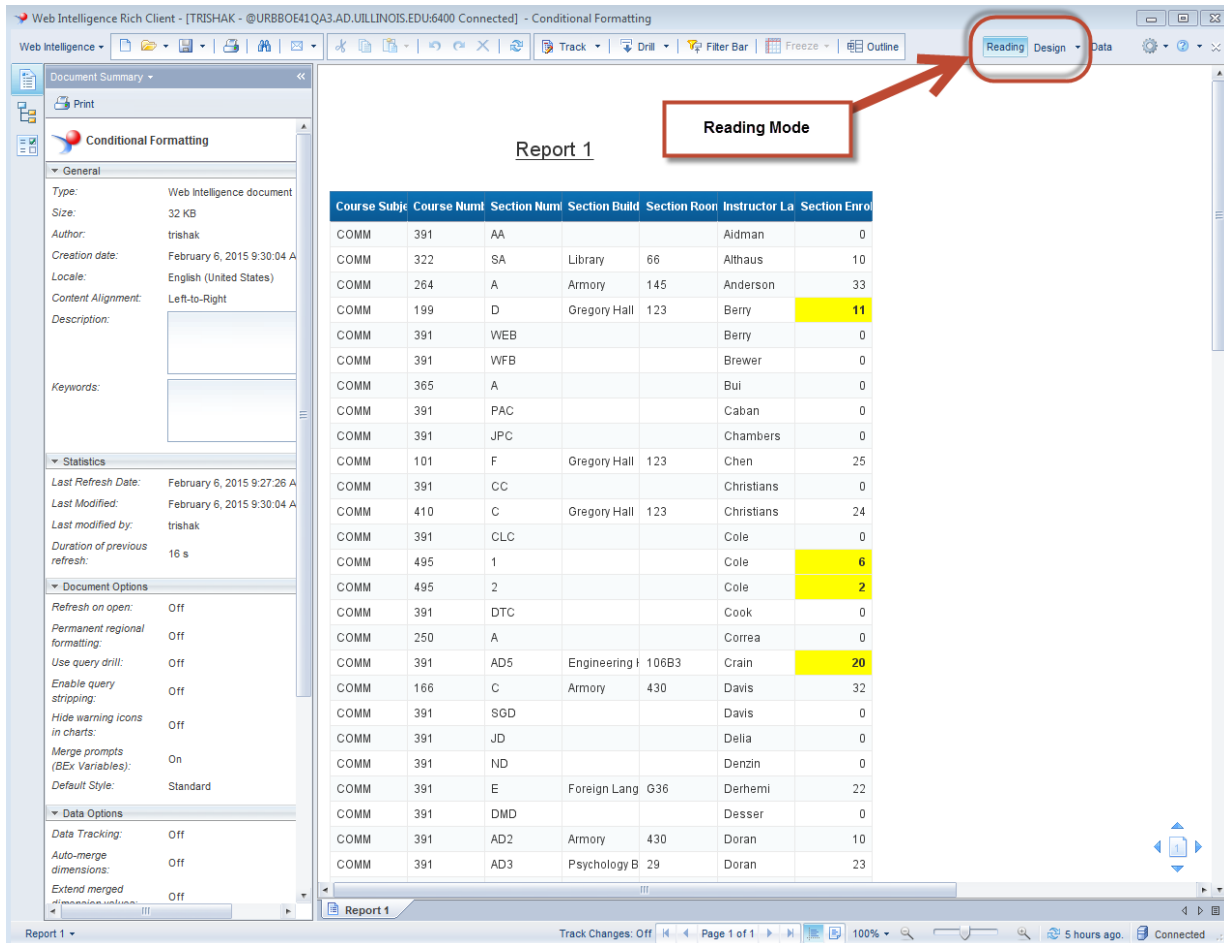 Web Intelligence Rich Client - [TRISHAK - @URBBOE41QA3.AD.UILLINOIS.EDU:6400 Connected] - Conditional Formatting
Web Intelligence Track Drill Filter Bar Freeze Outline Reading Design Data
Document Summary
Print
Conditional Formatting
General
Type: Web Intelligence document
Size: 32 KB
Author: trishak
Creation date: February 6, 2015 9:30:04 A
Locale: English (United States)
Content Alignment: Left-to-Right
Description:
Keywords:
Statistics
Last Refresh Date: February 6, 2015 9:27:26 A
Last Modified: February 6, 2015 9:30:04 A
Last modified by: trishak
Duration of previous
refresh: 16 s
Document Options
Refresh on open: Off
Permanent regional
formatting: Off
Use query drill: Off
Enable query
stripping: Off
Hide warning icons
in charts: Off
Merge prompts
(BEx Variables): On
Default Style: Standard
Data Options
Data Tracking: Off
Auto-merge
dimensions: Off
Extend merged
dimension values: Off
Reading Mode
Report 1
Course Subje Course Numb Section Numb Section Build Section Room Instructor La Section Enrol
COMM 391 AA Aidman 0
COMM 322 SA Library 66 Althaus 10
COMM 264 A Armory 145 Anderson 33
COMM 199 D Gregory Hall 123 Berry 11
COMM 391 WEB Berry 0
COMM 391 WFB Brewer 0
COMM 365 A Bui 0
COMM 391 PAC Caban 0
COMM 391 JPC Chambers 0
COMM 101 F Gregory Hall 123 Chen 25
COMM 391 CC Christians 0
COMM 410 C Gregory Hall 123 Christians 24
COMM 391 CLC Cole 0
COMM 495 1 Cole 6
COMM 495 2 Cole 2
COMM 391 DTC Cook 0
COMM 250 A Correa 0
COMM 391 AD5 Engineering H 106B3 Crain 20
COMM 166 C Armory 430 Davis 32
COMM 391 SGD Davis 0
COMM 391 JD Delia 0
COMM 391 ND Denzin 0
COMM 391 E Foreign Lang G36 Derhemi 22
COMM 391 DMD Desser 0
COMM 391 AD2 Armory 430 Doran 10
COMM 391 AD3 Psychology B 29 Doran 23
1
Report 1
Report 1 Track Changes: Off Page 1 of 1 100% 5 hours ago. Connected